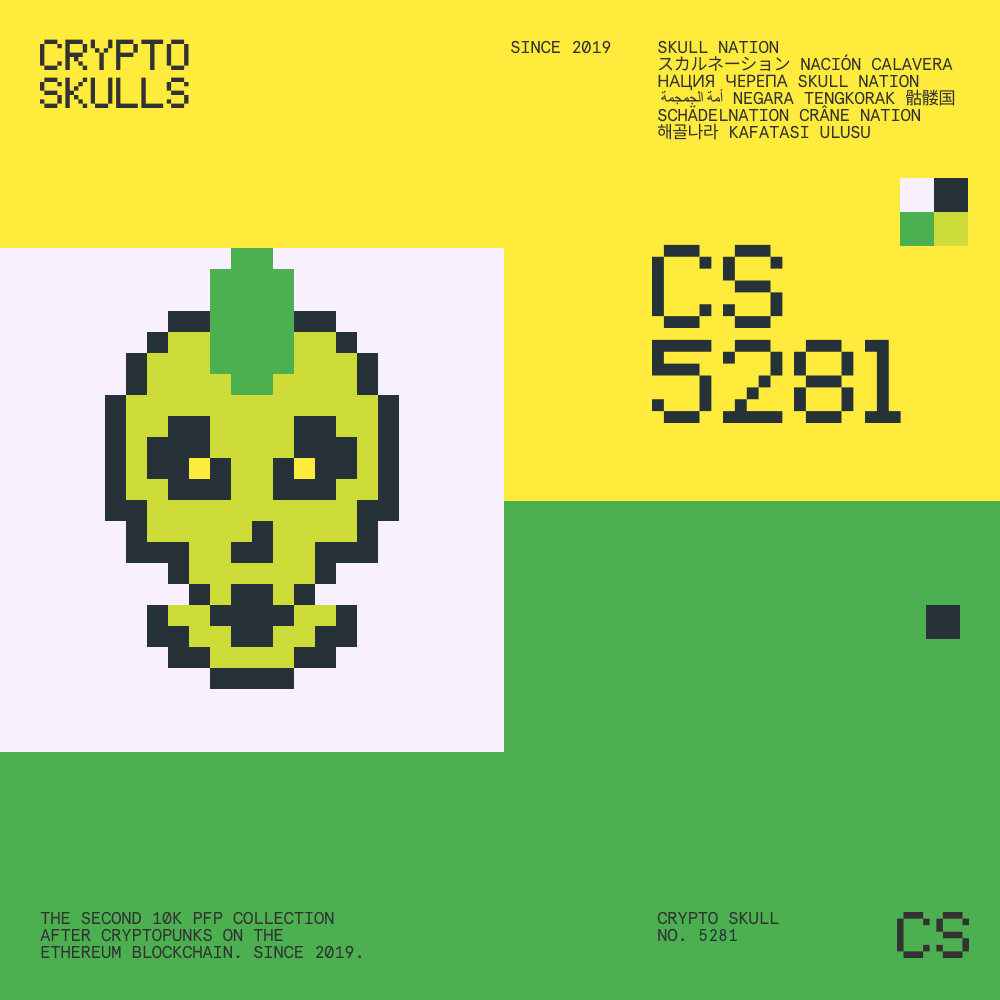 CRYPTO
SKULLS
SINCE 2019
SKULL NATION
スカルネーション NACIÓN CALAVERA
НАЦИЯ ЧЕРЕПА SKULL NATION
أمة الجمجمة NEGARA TENGKORAK 骷髅国
SCHÄDELNATION CRÂNE NATION
해골나라 KAFATASI ULUSU
CS
5281
THE SECOND 10K PFP COLLECTION
AFTER CRYPTOPUNKS ON THE
ETHEREUM BLOCKCHAIN. SINCE 2019.
CRYPTO SKULL
NO. 5281
CS